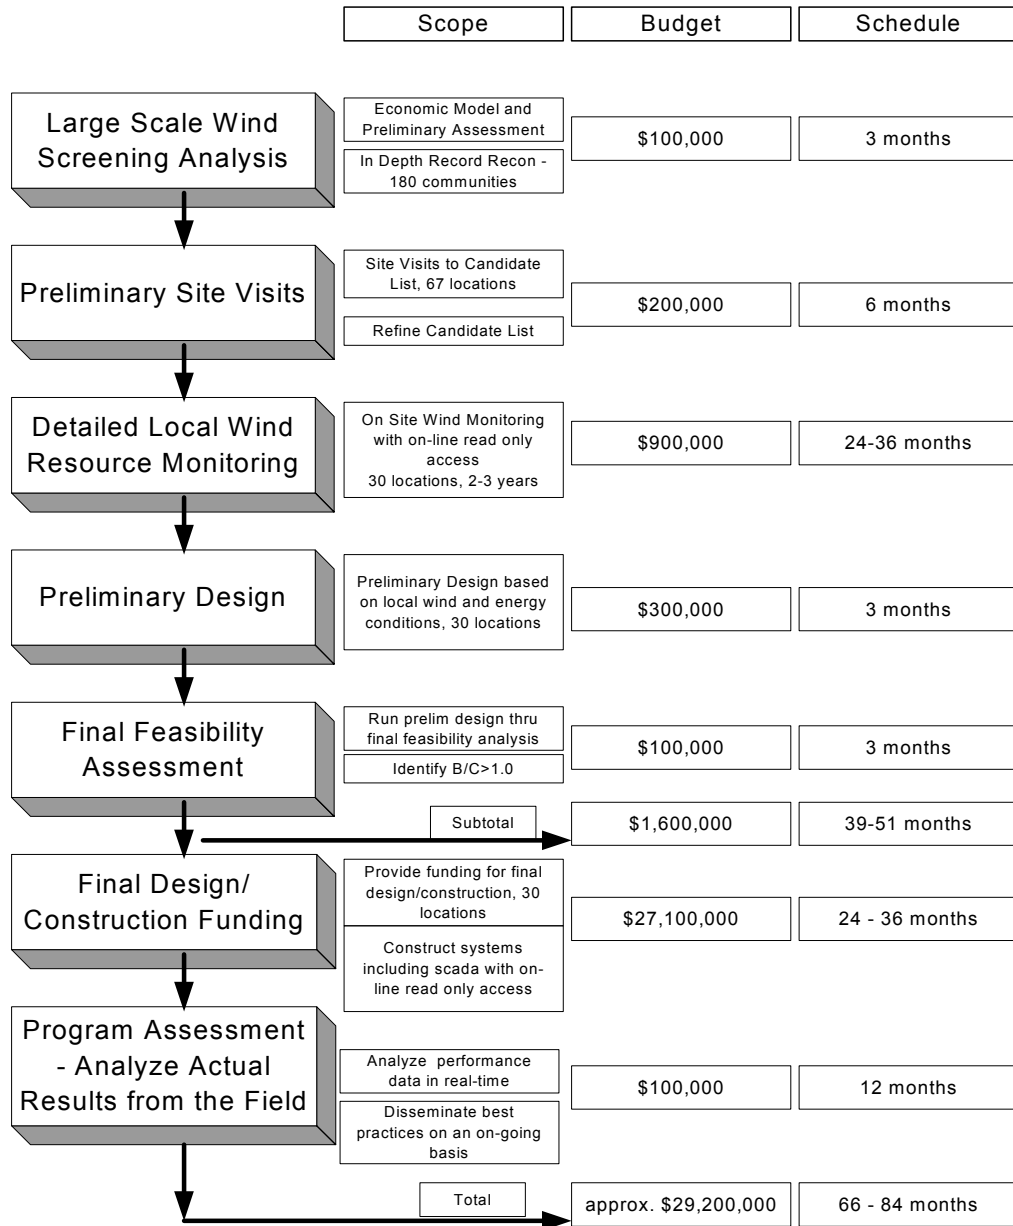 Scope
Budget
Schedule
Large Scale Wind
Screening Analysis
Economic Model and
Preliminary Assessment
In Depth Record Recon -
180 communities
$100,000
3 months
Preliminary Site Visits
Site Visits to Candidate
List, 67 locations
Refine Candidate List
$200,000
6 months
Detailed Local Wind
Resource Monitoring
On Site Wind Monitoring
with on-line read only
access
30 locations, 2-3 years
$900,000
24-36 months
Preliminary Design
Preliminary Design based
on local wind and energy
conditions, 30 locations
$300,000
3 months
Final Feasibility
Assessment
Run prelim design thru
final feasibility analysis
Identify B/C>1.0
$100,000
3 months
Subtotal
$1,600,000
39-51 months
Final Design/
Construction Funding
Provide funding for final
design/construction, 30
locations
Construct systems
including scada with on-
line read only access
$27,100,000
24 - 36 months
Program Assessment
- Analyze Actual
Results from the Field
Analyze performance
data in real-time
Disseminate best
practices on an on-going
basis
$100,000
12 months
Total
approx. $29,200,000
66 - 84 months